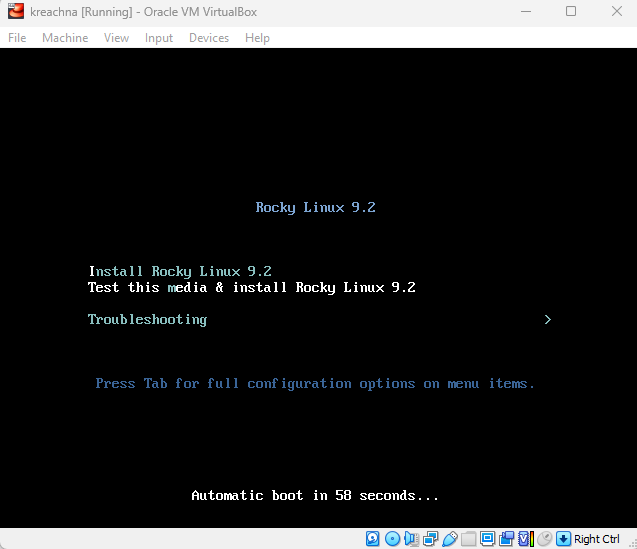 kreachna [Running] - Oracle VM VirtualBox
File Machine View Input Devices Help
Rocky Linux 9.2
Install Rocky Linux 9.2
Test this media & install Rocky Linux 9.2
Troubleshooting >
Press Tab for full configuration options on menu items.
Automatic boot in 58 seconds...
Right Ctrl